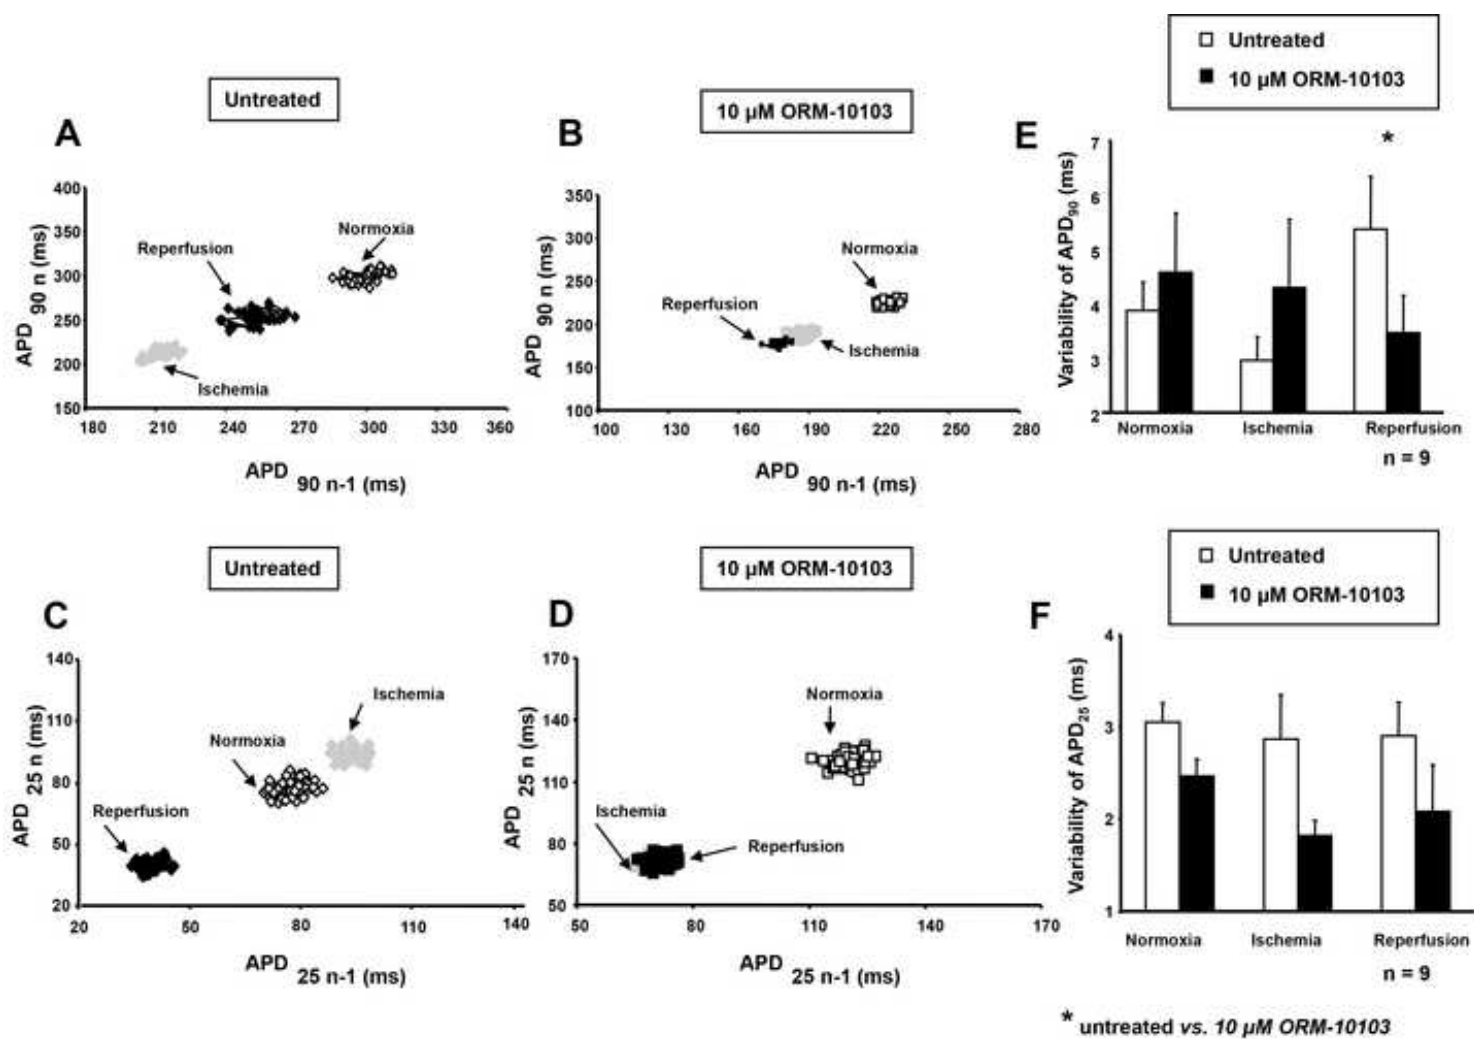 Untreated
A
APD 90 n (ms)
400
350
300
250
200
150
Reperfusion
Normoxia
Ischemia
180 210 240 270 300 330 360
APD 90 n-1 (ms)
10 µM ORM-10103
B
APD 90 n (ms)
350
300
250
200
150
100
Normoxia
Reperfusion
Ischemia
100 130 160 190 220 250 280
APD 90 n-1 (ms)
Untreated
10 µM ORM-10103
E
Variability of APD90 (ms)
7
6
5
4
3
2
*
Normoxia Ischemia Reperfusion
n = 9
Untreated
C
APD 25 n (ms)
140
110
80
50
20
Ischemia
Normoxia
Reperfusion
20 50 80 110 140
APD 25 n-1 (ms)
10 µM ORM-10103
D
APD 25 n (ms)
170
140
110
80
50
Normoxia
Ischemia
Reperfusion
50 80 110 140 170
APD 25 n-1 (ms)
Untreated
10 µM ORM-10103
F
Variability of APD25 (ms)
4
3
2
1
Normoxia Ischemia Reperfusion
n = 9
* untreated vs. 10 µM ORM-10103